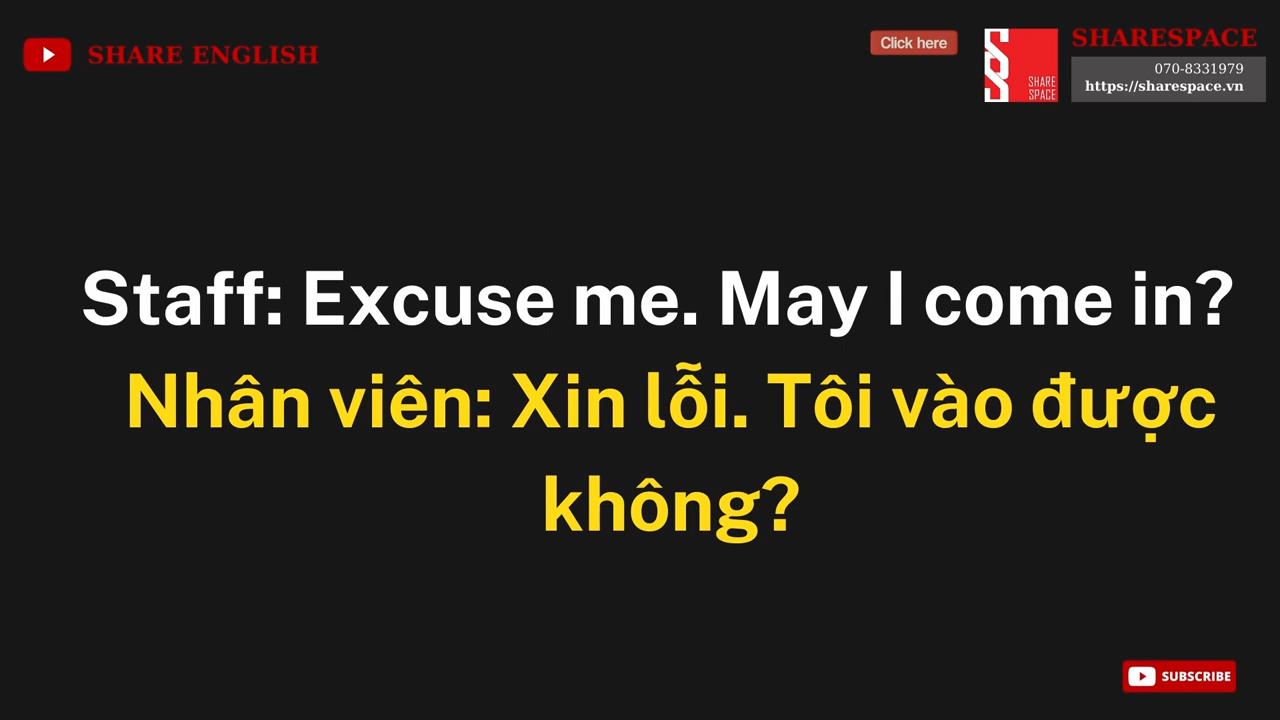 SHARE ENGLISH
Click here
SHARE
SPACE
SHARESPACE
070-8331979
https://sharespace.vn
Staff: Excuse me. May I come in?
Nhân viên: Xin lỗi. Tôi vào được
không?
SUBSCRIBE